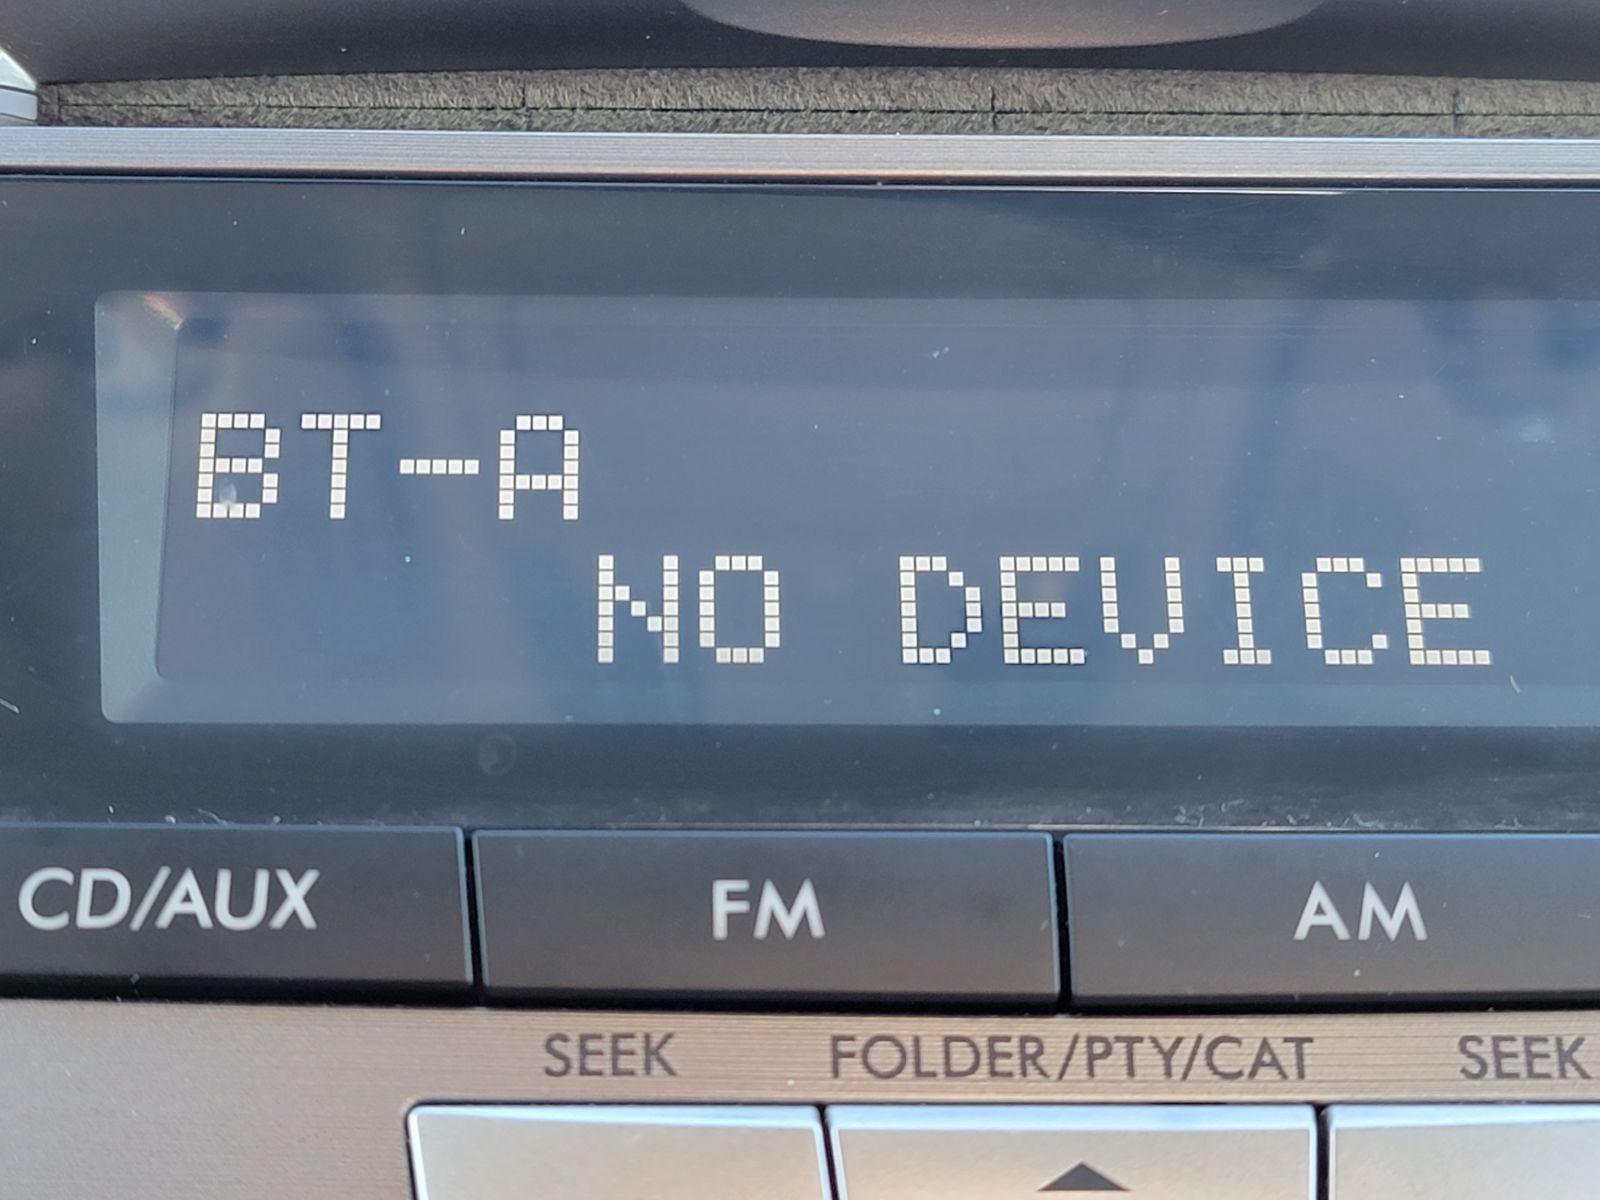 BT-A
NO DEVICE
CD/AUX FM AM
SEEK FOLDER/PTY/CAT SEEK